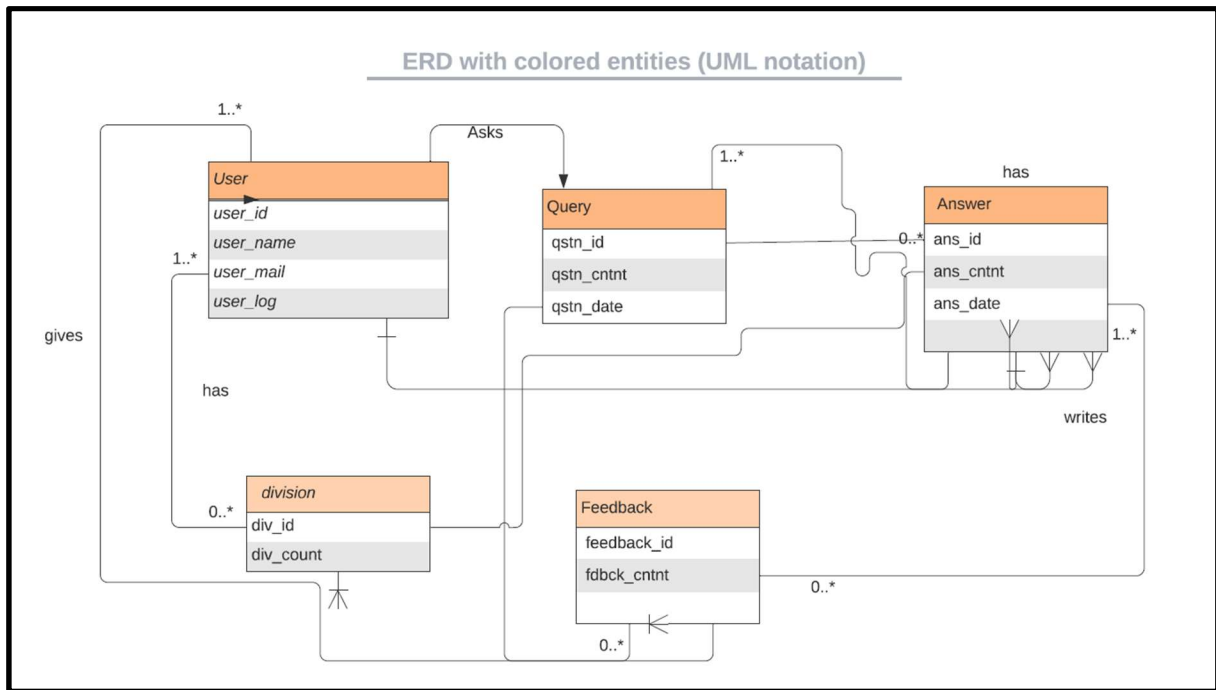 ERD with colored entities (UML notation)
1..*
Asks
1..*
has
User
user_id
user_name
user_mail
user_log
Query
qstn_id
qstn_cntnt
qstn_date
Answer
0..*
ans_id
ans_cntnt
ans_date
1..*
1..*
gives
has
writes
division
div_id
div_count
0..*
Feedback
feedback_id
fdbck_cntnt
0..*
0..*